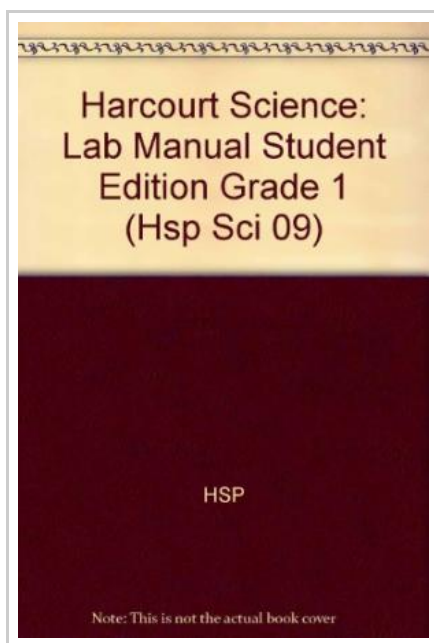 Harcourt Science:
Lab Manual Student
Edition Grade 1
(Hsp Sci 09)
HSP
Note: This is not the actual book cover